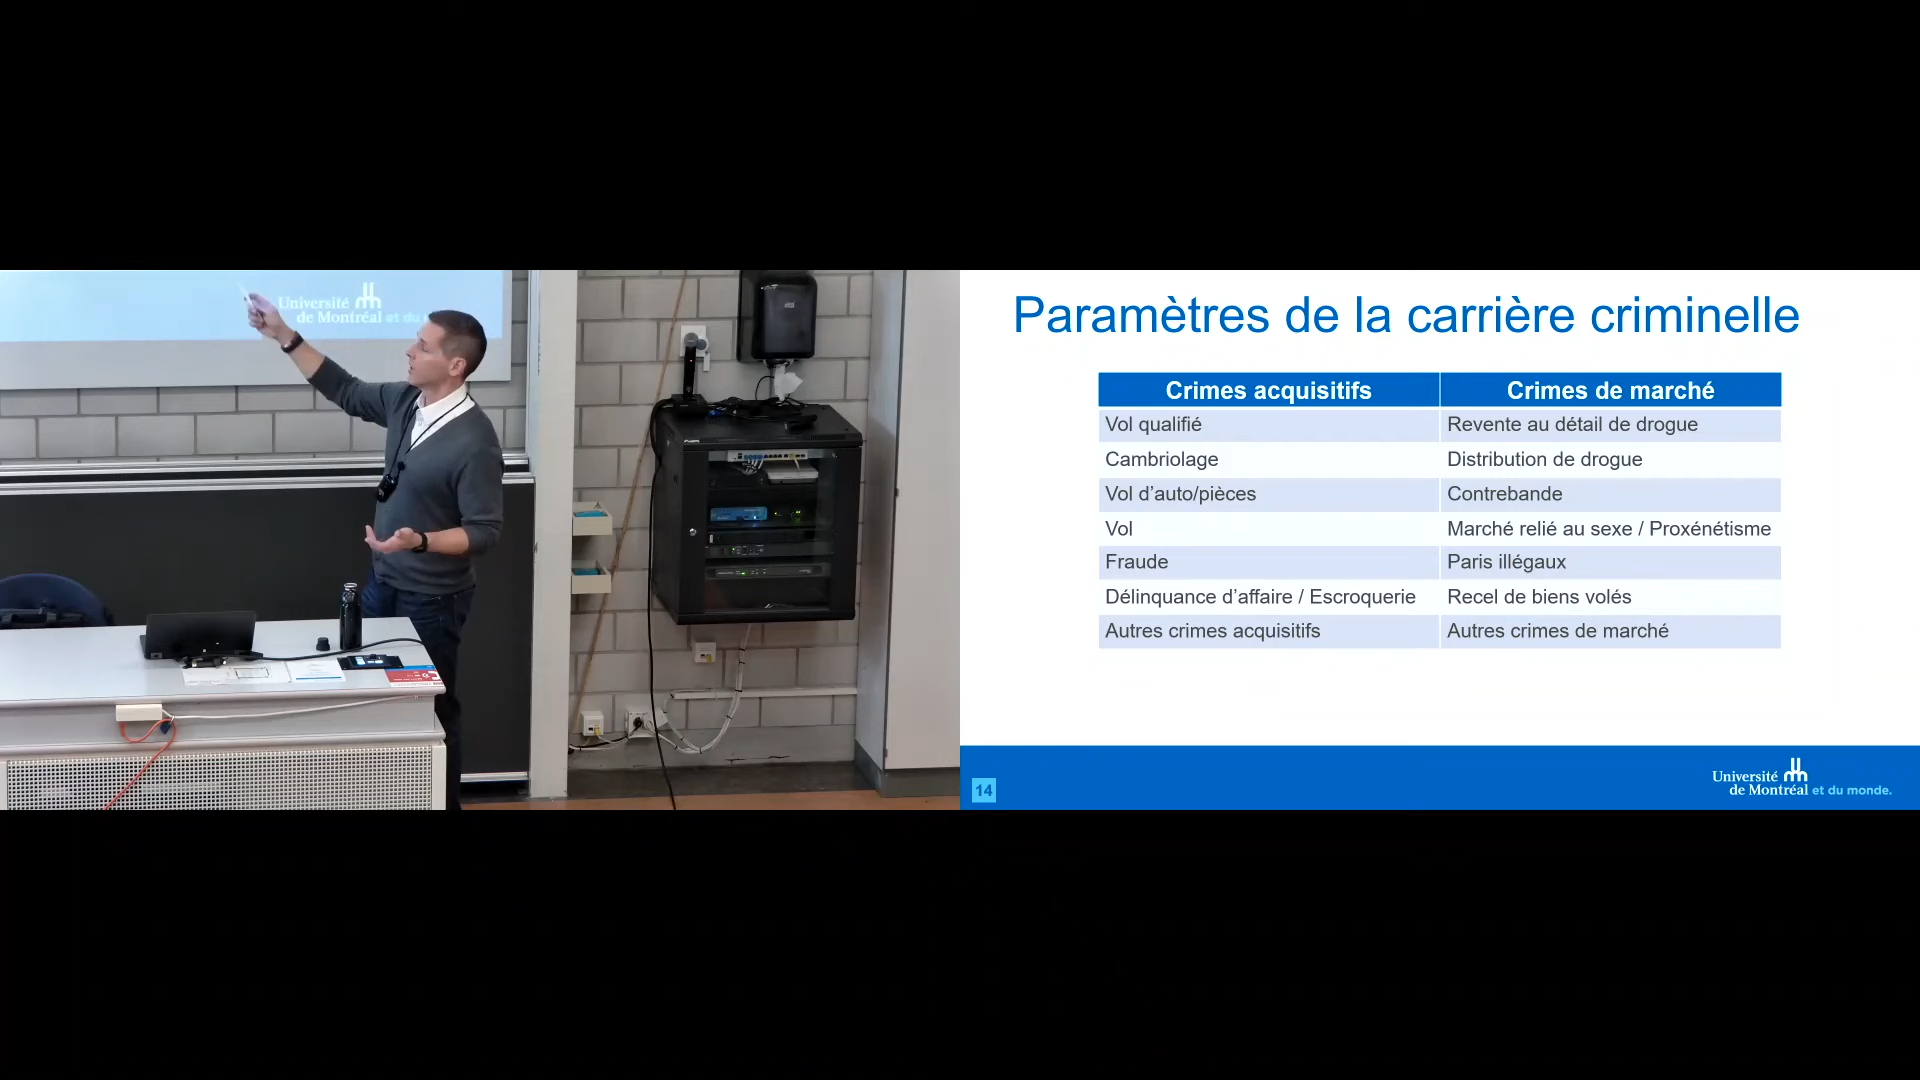 Université
de Montréal et du
Paramètres de la carrière criminelle
Crimes acquisitifs
Crimes de marché
Vol qualifié
Revente au détail de drogue
Cambriolage
Distribution de drogue
Vol d'auto/pièces
Contrebande
Vol
Marché relié au sexe / Proxénétisme
Fraude
Paris illégaux
Délinquance d'affaire / Escroquerie
Recel de biens volés
Autres crimes acquisitifs
Autres crimes de marché
14
Université
de Montréal et du monde.